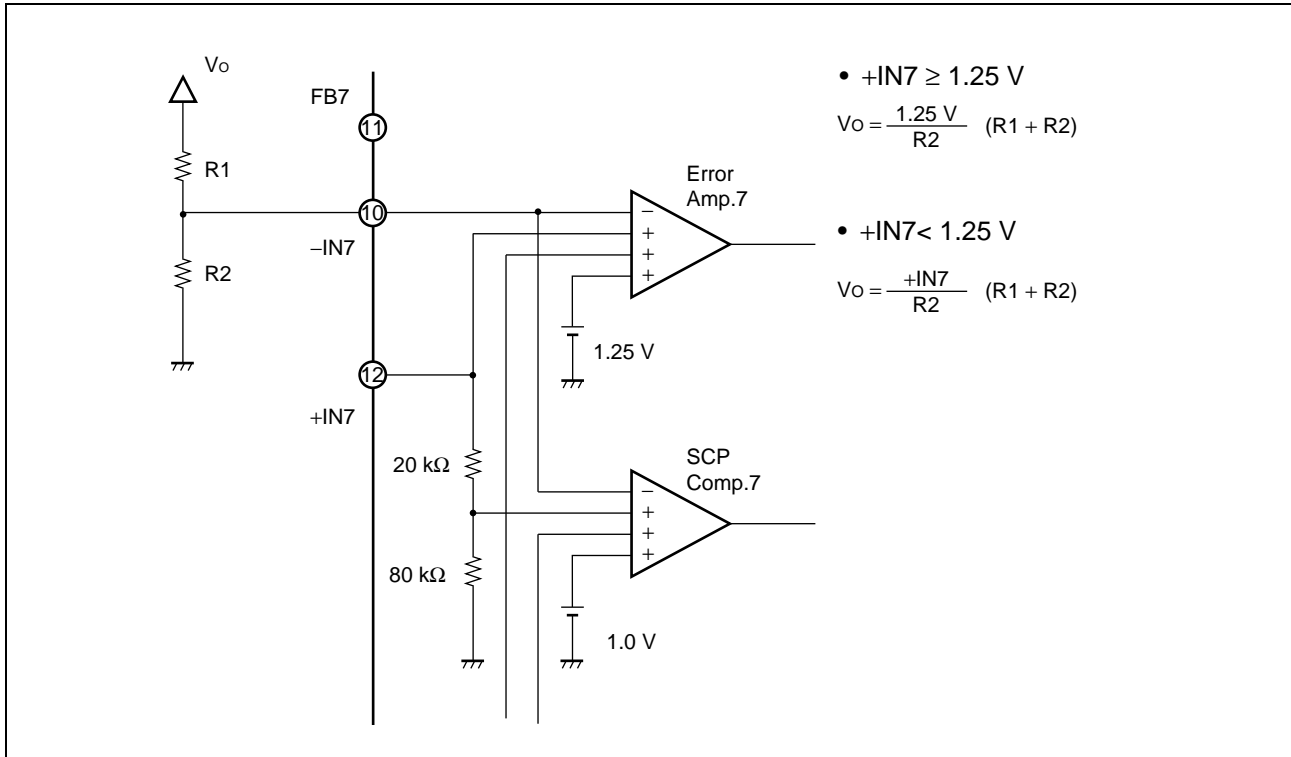 Vo
R1
R2
FB7
11
10
−IN7
12
+IN7
20 kΩ
80 kΩ
Error
Amp.7
−
+
+
+
1.25 V
SCP
Comp.7
−
+
+
+
1.0 V
• +IN7 ≥ 1.25 V
Vo = 1.25 V / R2 (R1 + R2)
• +IN7< 1.25 V
Vo = +IN7 / R2 (R1 + R2)